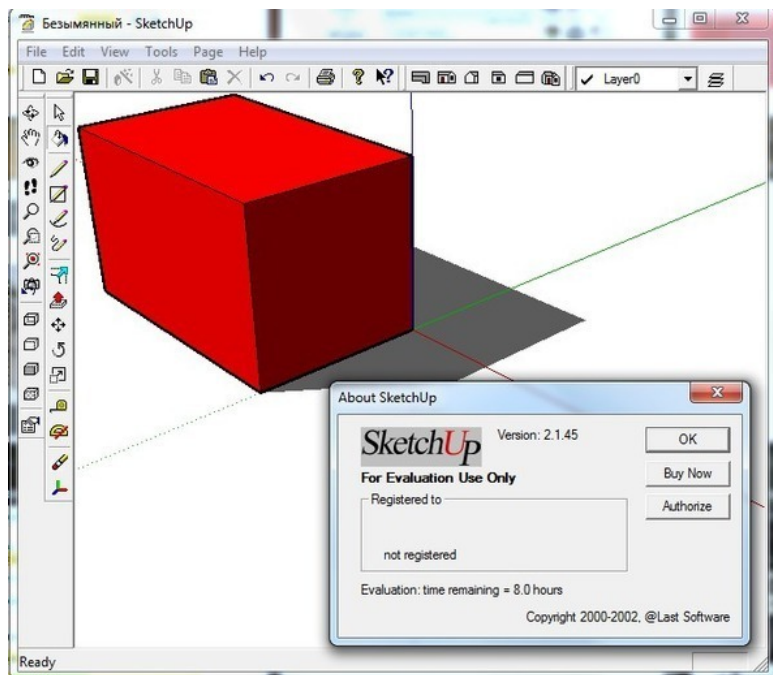 Безымянный - SketchUp
File Edit View Tools Page Help
Layer0
About SketchUp
SketchUp
Version: 2.1.45
OK
For Evaluation Use Only
Buy Now
Registered to
Authorize
not registered
Evaluation: time remaining = 8.0 hours
Copyright 2000-2002, @Last Software
Ready